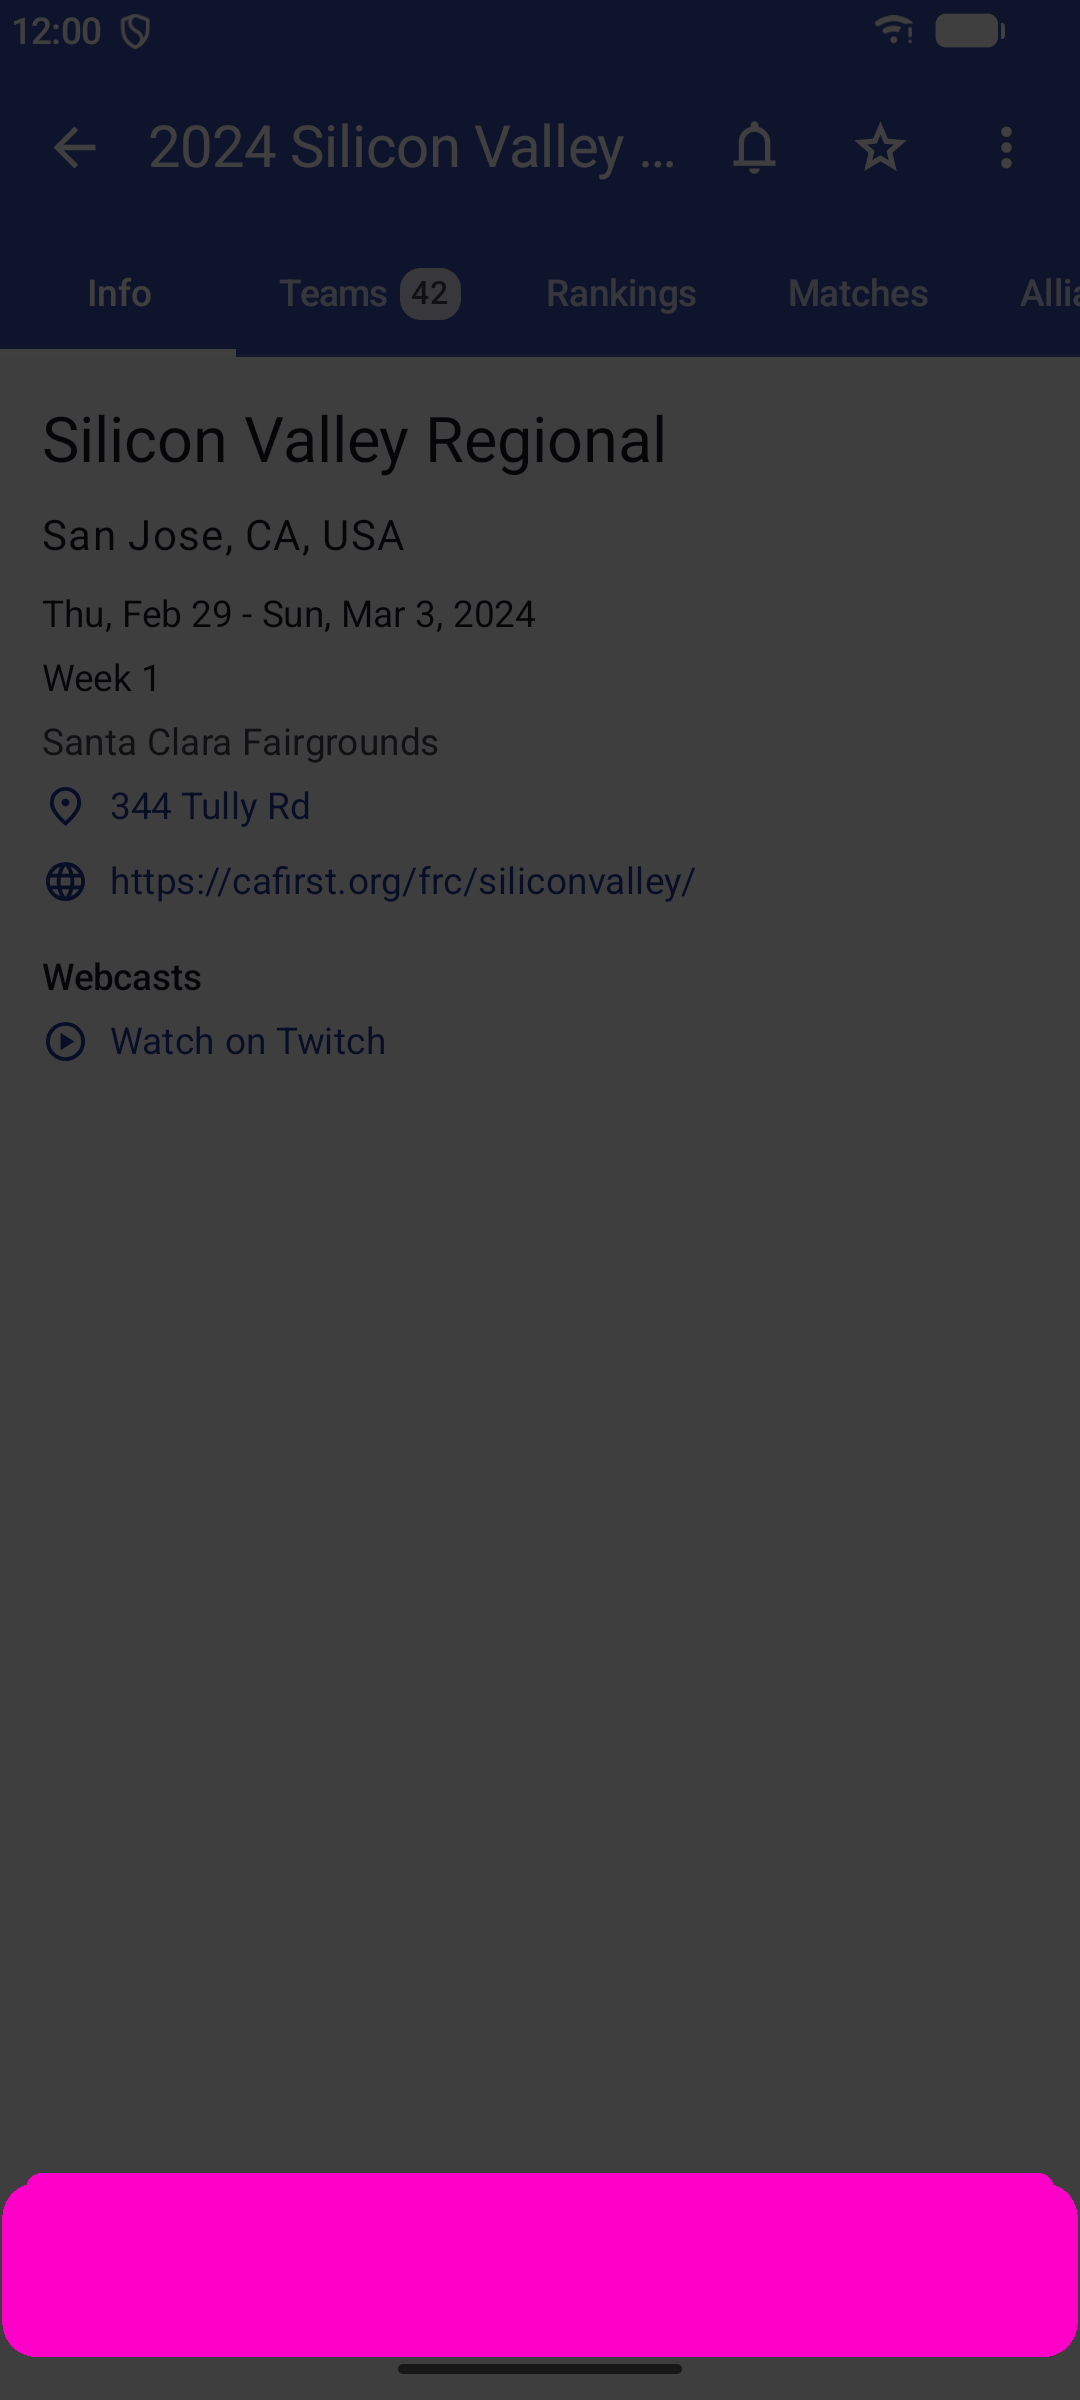 12:00
2024 Silicon Valley ...
Info
Teams 42
Rankings
Matches
Allia
Silicon Valley Regional
San Jose, CA, USA
Thu, Feb 29 - Sun, Mar 3, 2024
Week 1
Santa Clara Fairgrounds
344 Tully Rd
https://cafirst.org/frc/siliconvalley/
Webcasts
Watch on Twitch